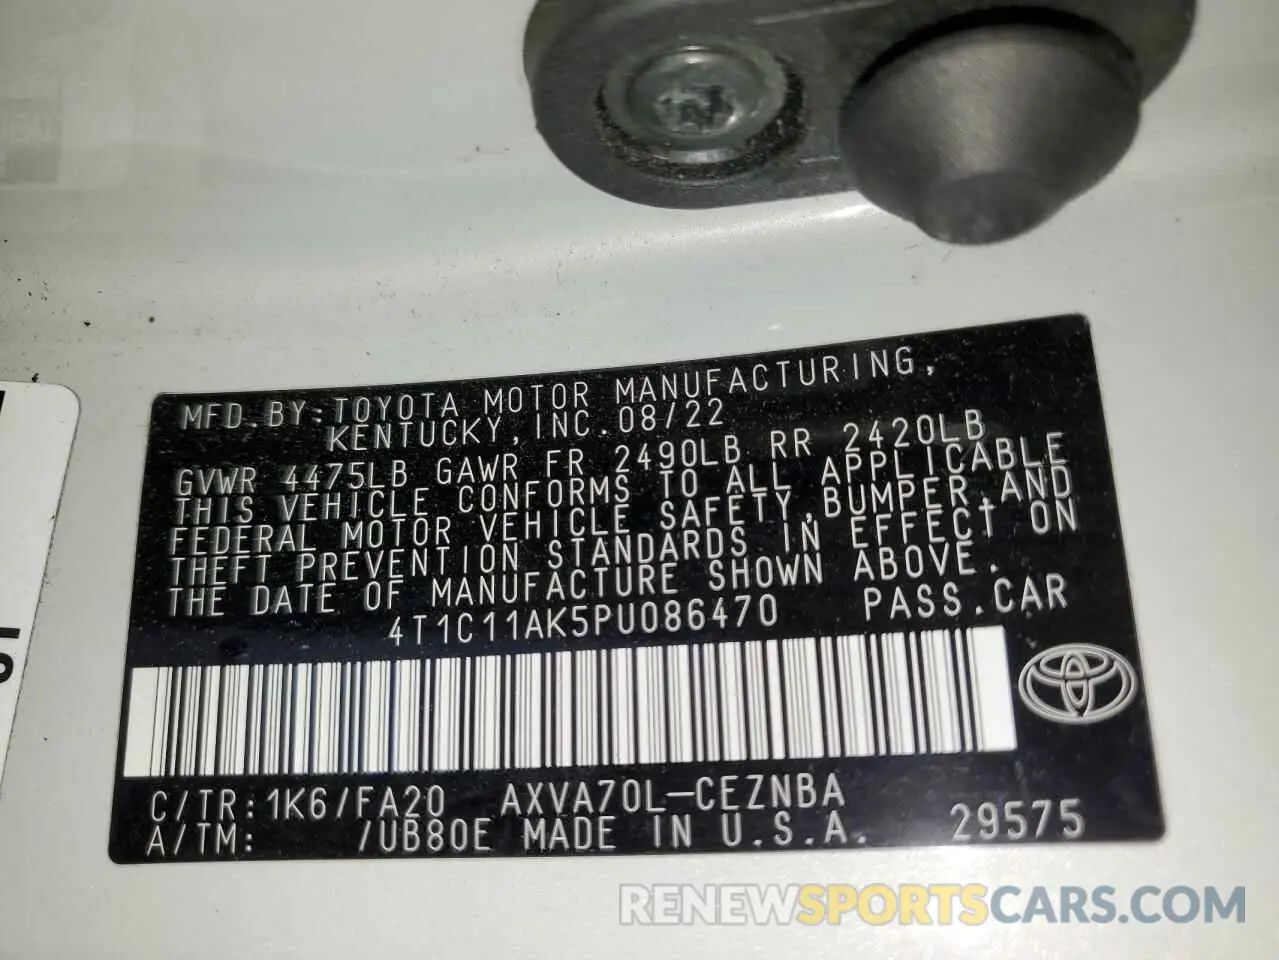 MFD. BY: TOYOTA MOTOR MANUFACTURING,
KENTUCKY, INC. 08/22
GVWR 4475LB GAWR FR 2490LB RR 2420LB
THIS VEHICLE CONFORMS TO ALL APPLICABLE
FEDERAL MOTOR VEHICLE SAFETY, BUMPER, AND
THEFT PREVENTION STANDARDS IN EFFECT ON
THE DATE OF MANUFACTURE SHOWN ABOVE.
4T1C11AK5PU086470 PASS. CAR
C/TR: 1K6/FA20 AXVA70L-CEZNBA
A/TM: /UB80E MADE IN U.S.A. 29575
RENEWSPORTSCARS.COM